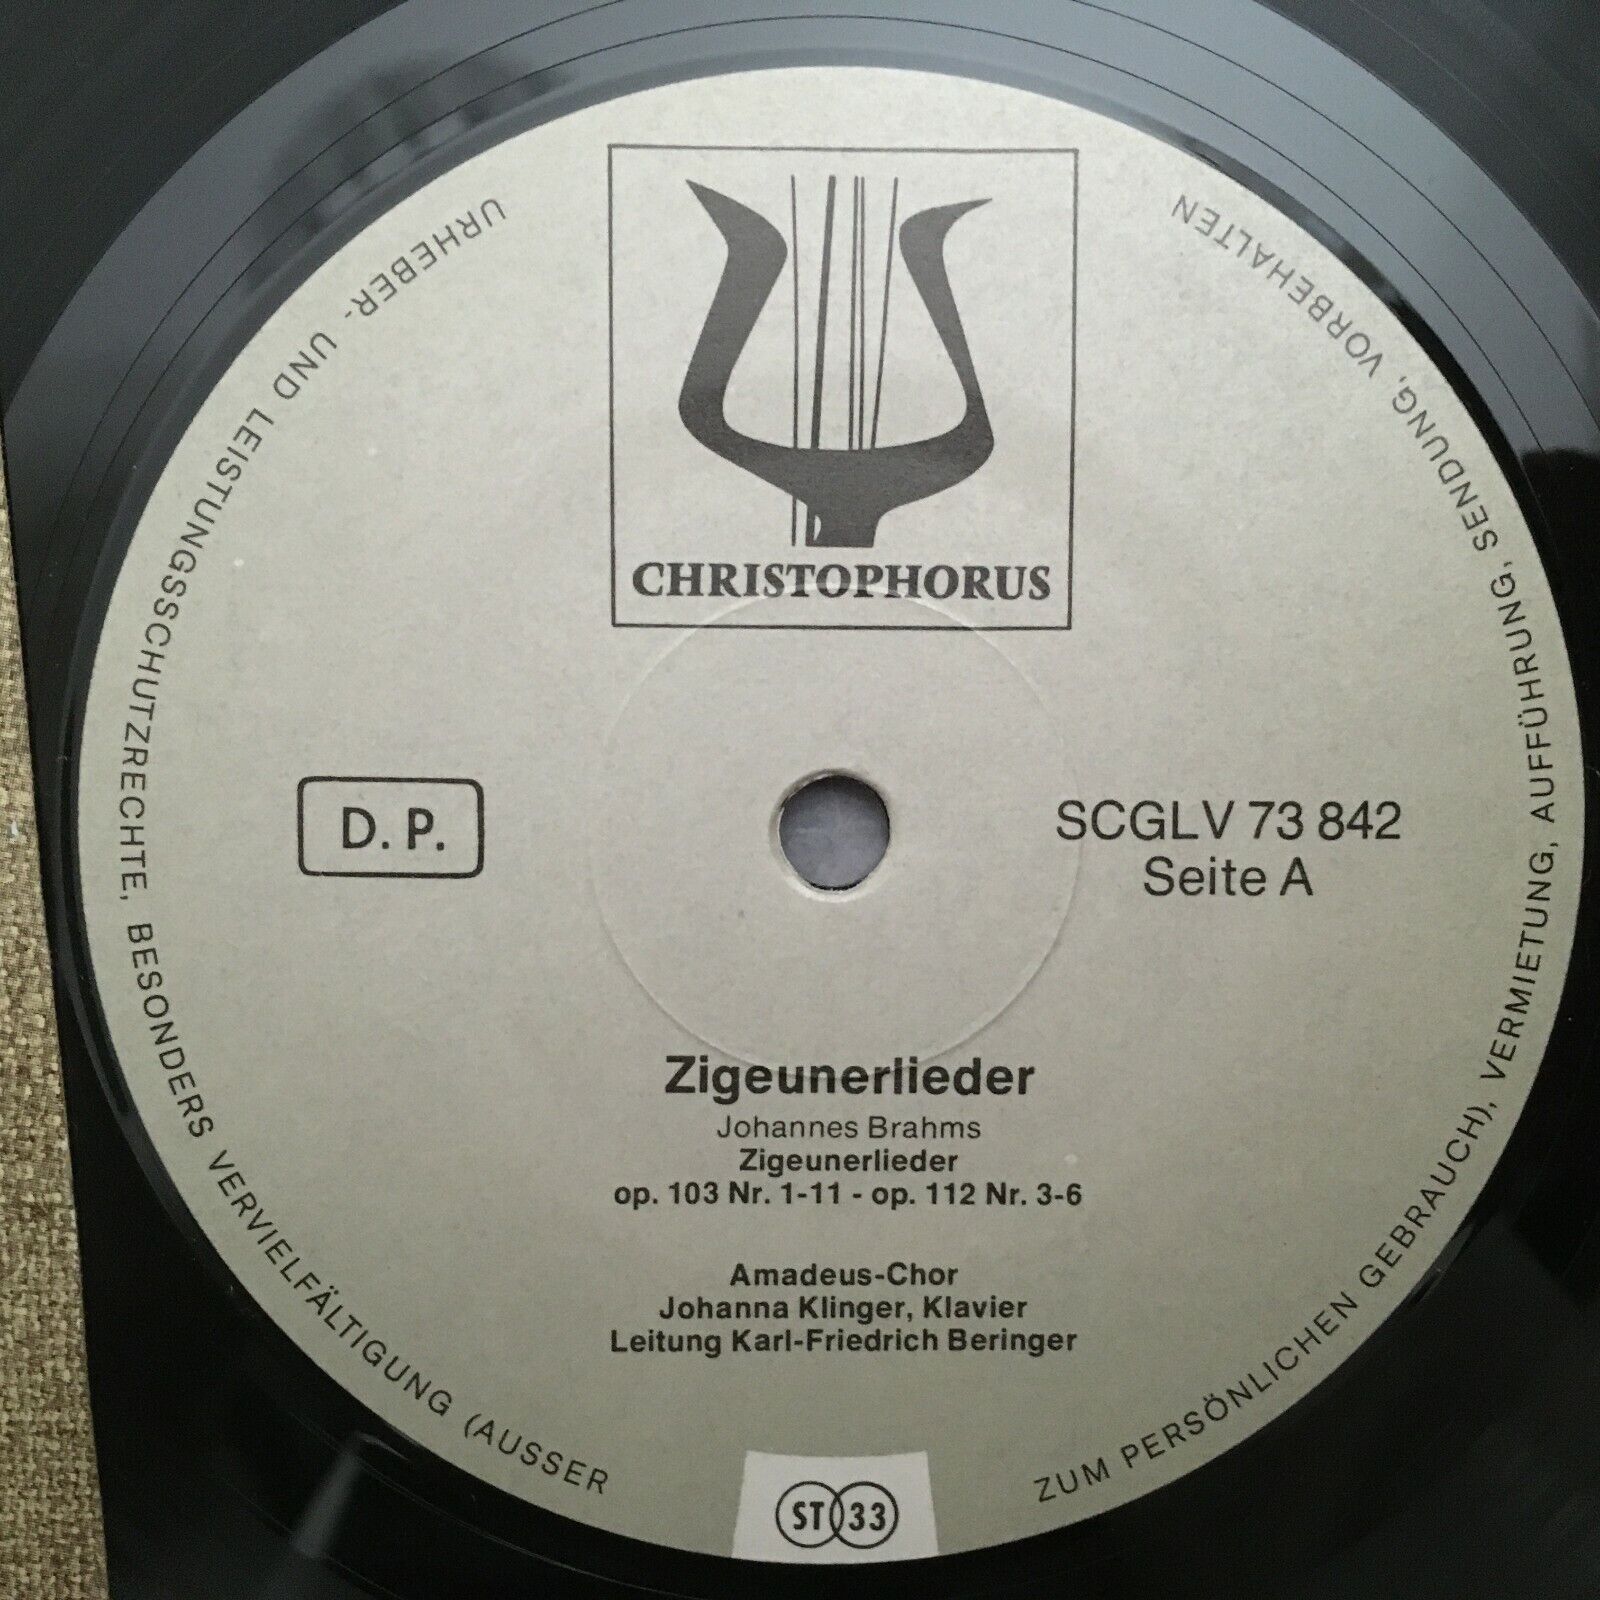 CHRISTOPHORUS
D. P.
SCGLV 73 842
Seite A
Zigeunerlieder
Johannes Brahms
Zigeunerlieder
op. 103 Nr. 1-11 - op. 112 Nr. 3-6
Amadeus-Chor
Johanna Klinger, Klavier
Leitung Karl-Friedrich Beringer
ST 33
URHEBER- UND LEISTUNGSSCHUTZRECHTE, BESONDERS VERVIELFÄLTIGUNG (AUSSER
ZUM PERSÖNLICHEN GEBRAUCH), VERMIETUNG, AUFFÜHRUNG, SENDUNG, VORBEHALTEN